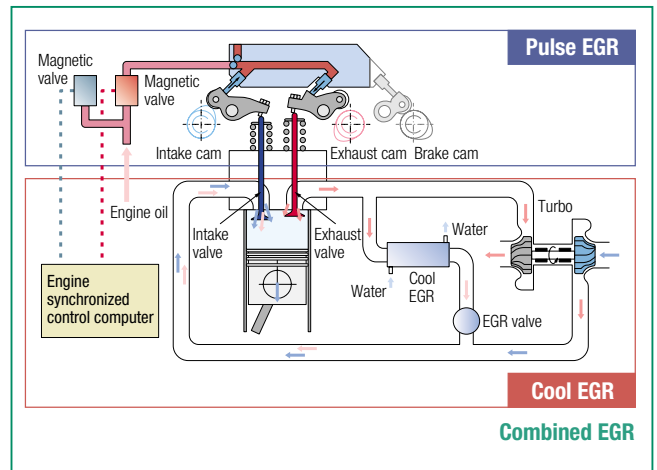 Pulse EGR
Magnetic
valve
Magnetic
valve
Intake cam
Exhaust cam
Brake cam
Engine oil
Intake
valve
Exhaust
valve
Turbo
Water
Water
Cool
EGR
EGR valve
Engine
synchronized
control computer
Cool EGR
Combined EGR